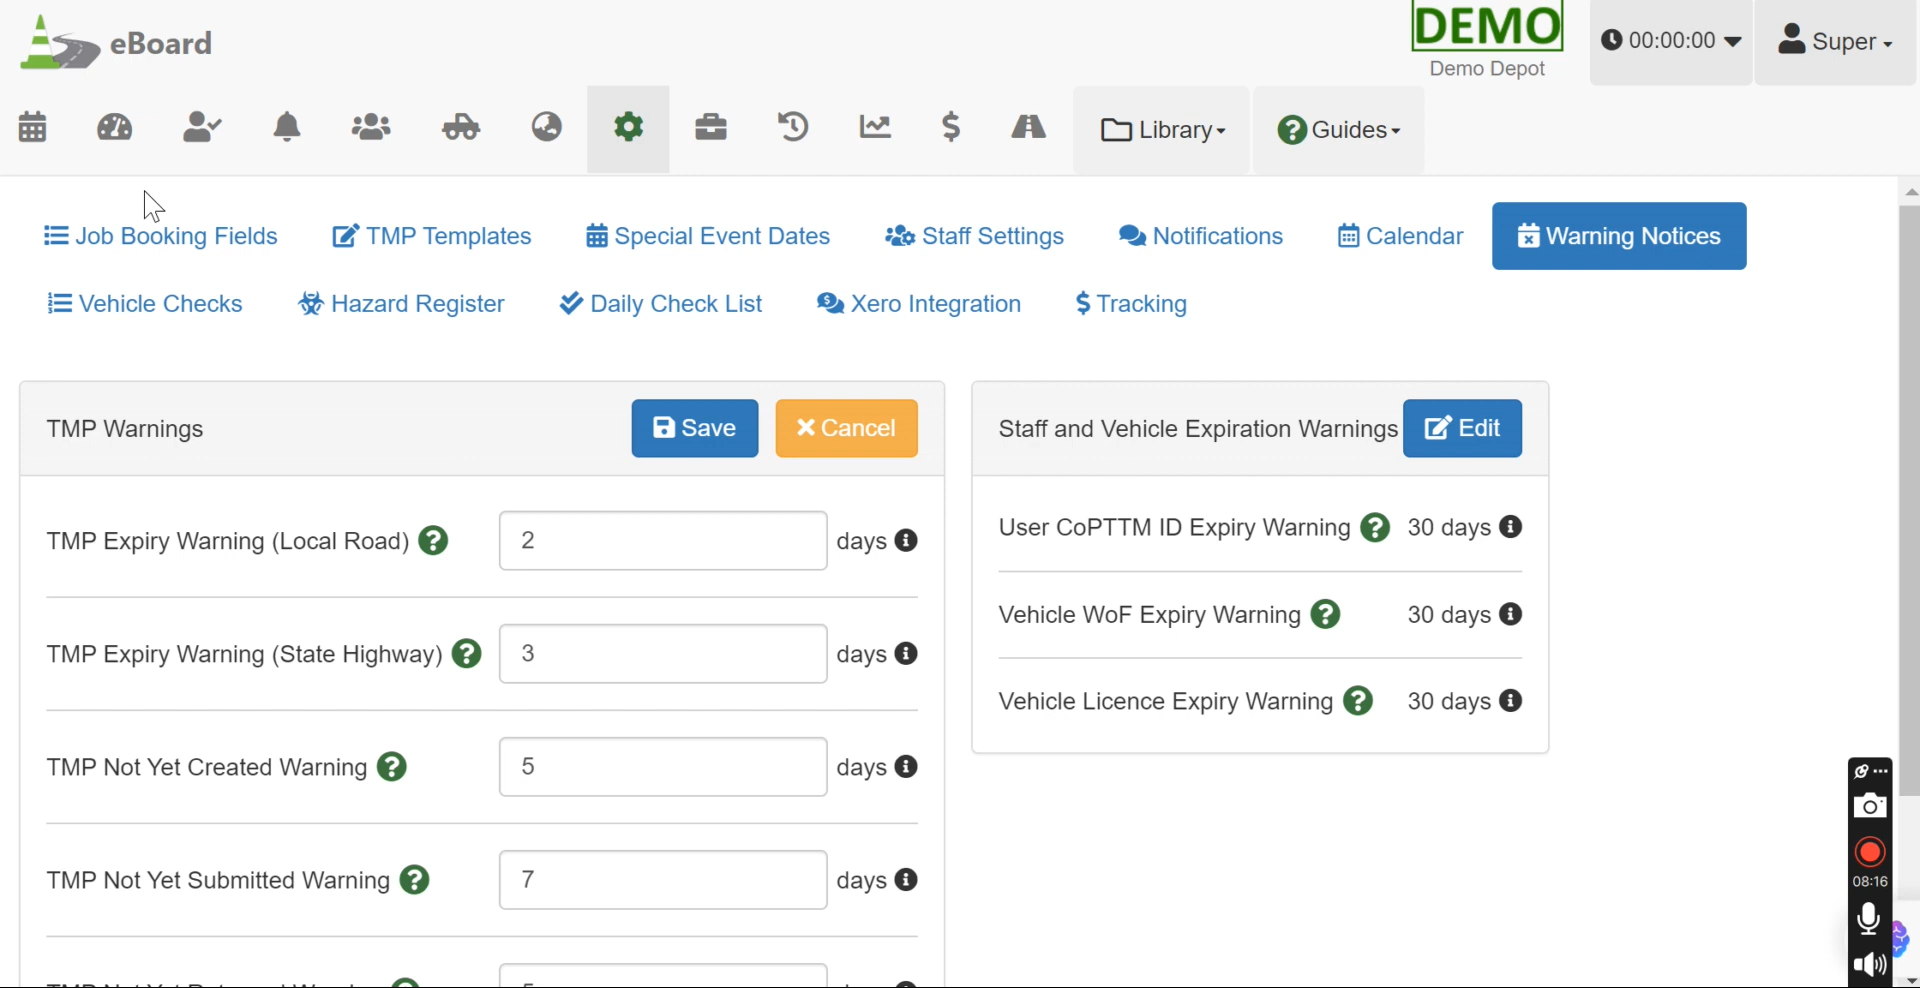 eBoard
DEMO
Demo Depot
00:00:00
Super
Library
? Guides
Job Booking Fields
TMP Templates
Special Event Dates
Staff Settings
Notifications
Calendar
Warning Notices
Vehicle Checks
Hazard Register
Daily Check List
Xero Integration
$ Tracking
TMP Warnings
Save
Cancel
TMP Expiry Warning (Local Road) ? 2 days
TMP Expiry Warning (State Highway) ? 3 days
TMP Not Yet Created Warning ? 5 days
TMP Not Yet Submitted Warning ? 7 days
Staff and Vehicle Expiration Warnings
Edit
User CoPTTM ID Expiry Warning ? 30 days
Vehicle WoF Expiry Warning ? 30 days
Vehicle Licence Expiry Warning ? 30 days
08:16